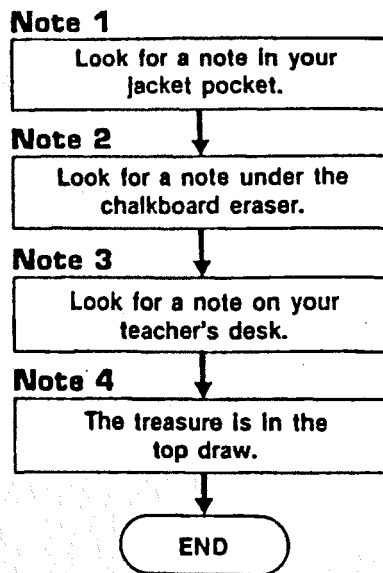 Note 1
Look for a note in your
jacket pocket.
Note 2
Look for a note under the
chalkboard eraser.
Note 3
Look for a note on your
teacher's desk.
Note 4
The treasure is in the
top draw.
END